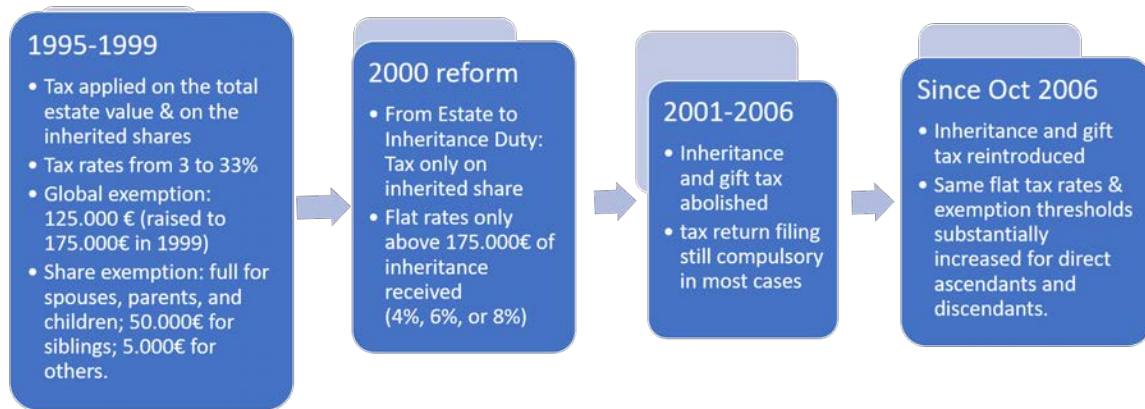 1995-1999
• Tax applied on the total
estate value & on the
inherited shares
• Tax rates from 3 to 33%
• Global exemption:
125.000 € (raised to
175.000€ in 1999)
• Share exemption: full for
spouses, parents, and
children; 50.000€ for
siblings; 5.000€ for
others.
2000 reform
• From Estate to
Inheritance Duty:
Tax only on
inherited share
• Flat rates only
above 175.000€ of
inheritance
received
(4%, 6%, or 8%)
2001-2006
• Inheritance
and gift tax
abolished
• tax return filing
still compulsory
in most cases
Since Oct 2006
• Inheritance and gift
tax reintroduced
• Same flat tax rates &
exemption thresholds
substantially
increased for direct
ascendants and
discendants.